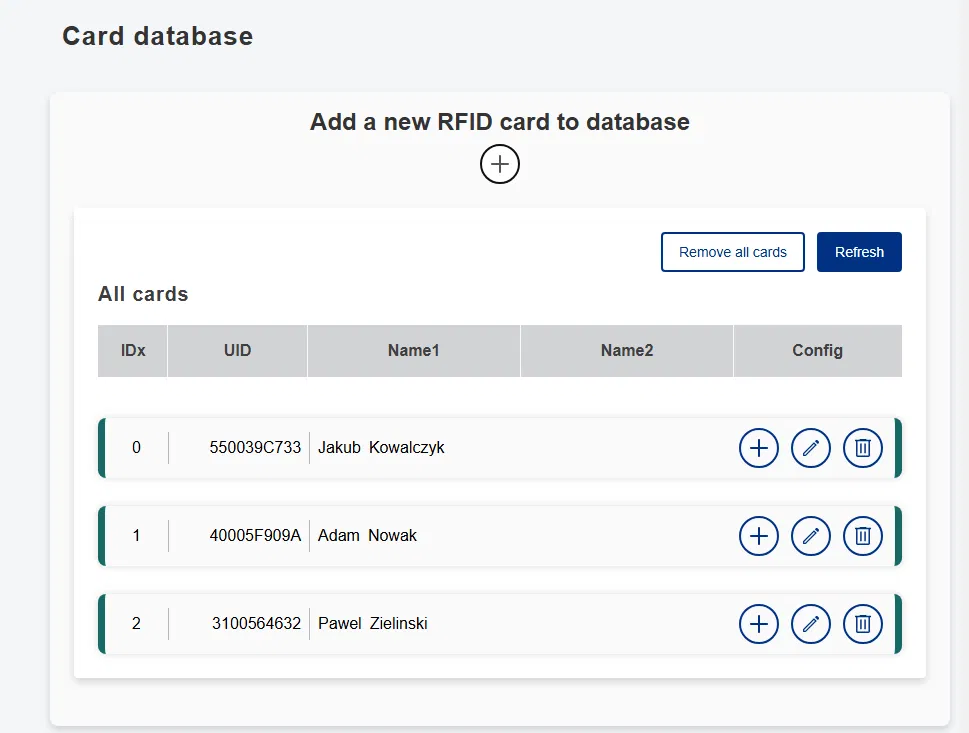 Card database
Add a new RFID card to database
Remove all cards Refresh
All cards
IDx UID Name1 Name2 Config
0 550039C733 Jakub Kowalczyk
1 40005F909A Adam Nowak
2 3100564632 Pawel Zielinski